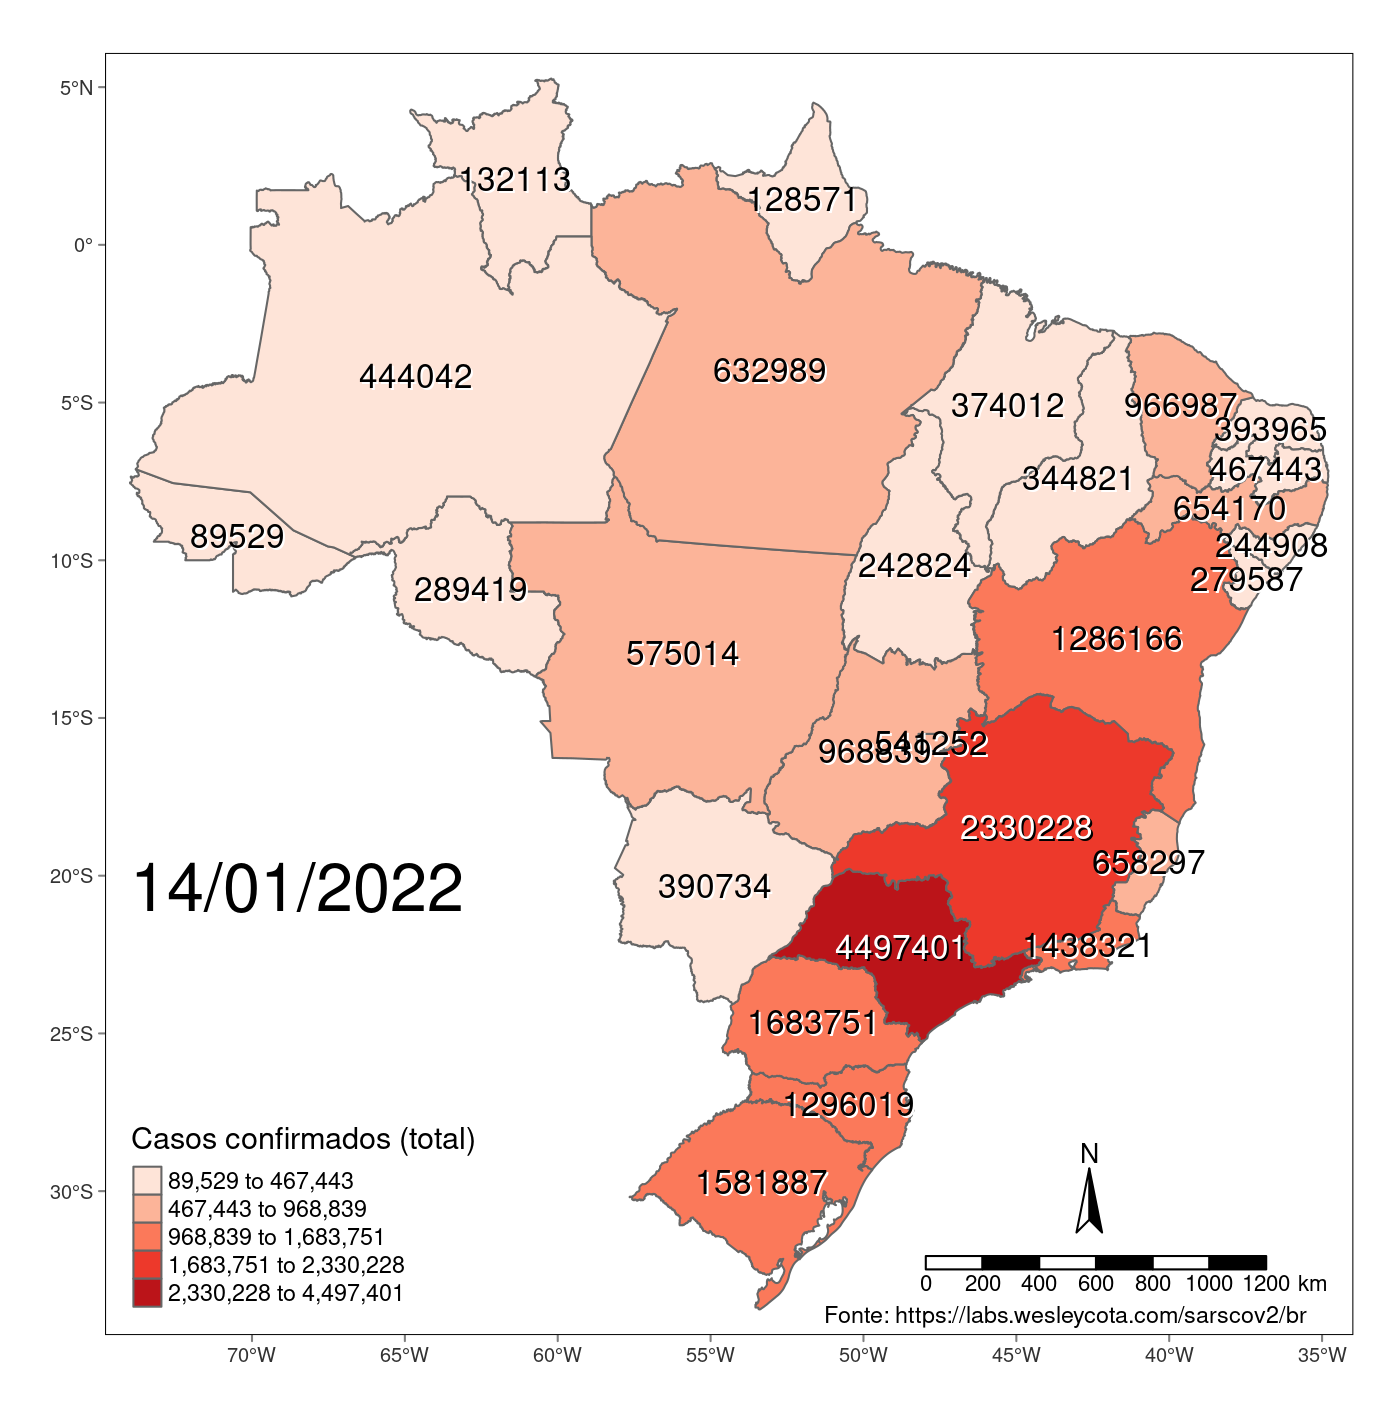 5°N
0°
5°S
10°S
15°S
20°S
25°S
30°S
132113
128571
444042
632989
374012
966987
393965
467443
344821
654170
89529
244908
242824
279587
289419
1286166
575014
541252
968839
2330228
658297
390734
14/01/2022
4497401
1438321
1683751
1296019
1581887
Casos confirmados (total)
89,529 to 467,443
467,443 to 968,839
968,839 to 1,683,751
1,683,751 to 2,330,228
2,330,228 to 4,497,401
N
0 200 400 600 800 1000 1200 km
Fonte: https://labs.wesleycota.com/sarscov2/br
70°W 65°W 60°W 55°W 50°W 45°W 40°W 35°W